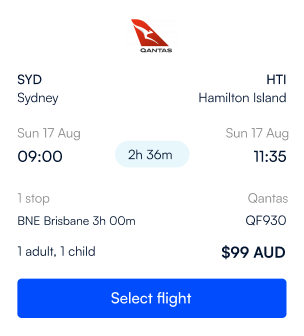 QANTAS
SYD HTI
Sydney Hamilton Island
Sun 17 Aug Sun 17 Aug
09:00 2h 36m 11:35
1 stop Qantas
BNE Brisbane 3h 00m QF930
1 adult, 1 child $99 AUD
Select flight